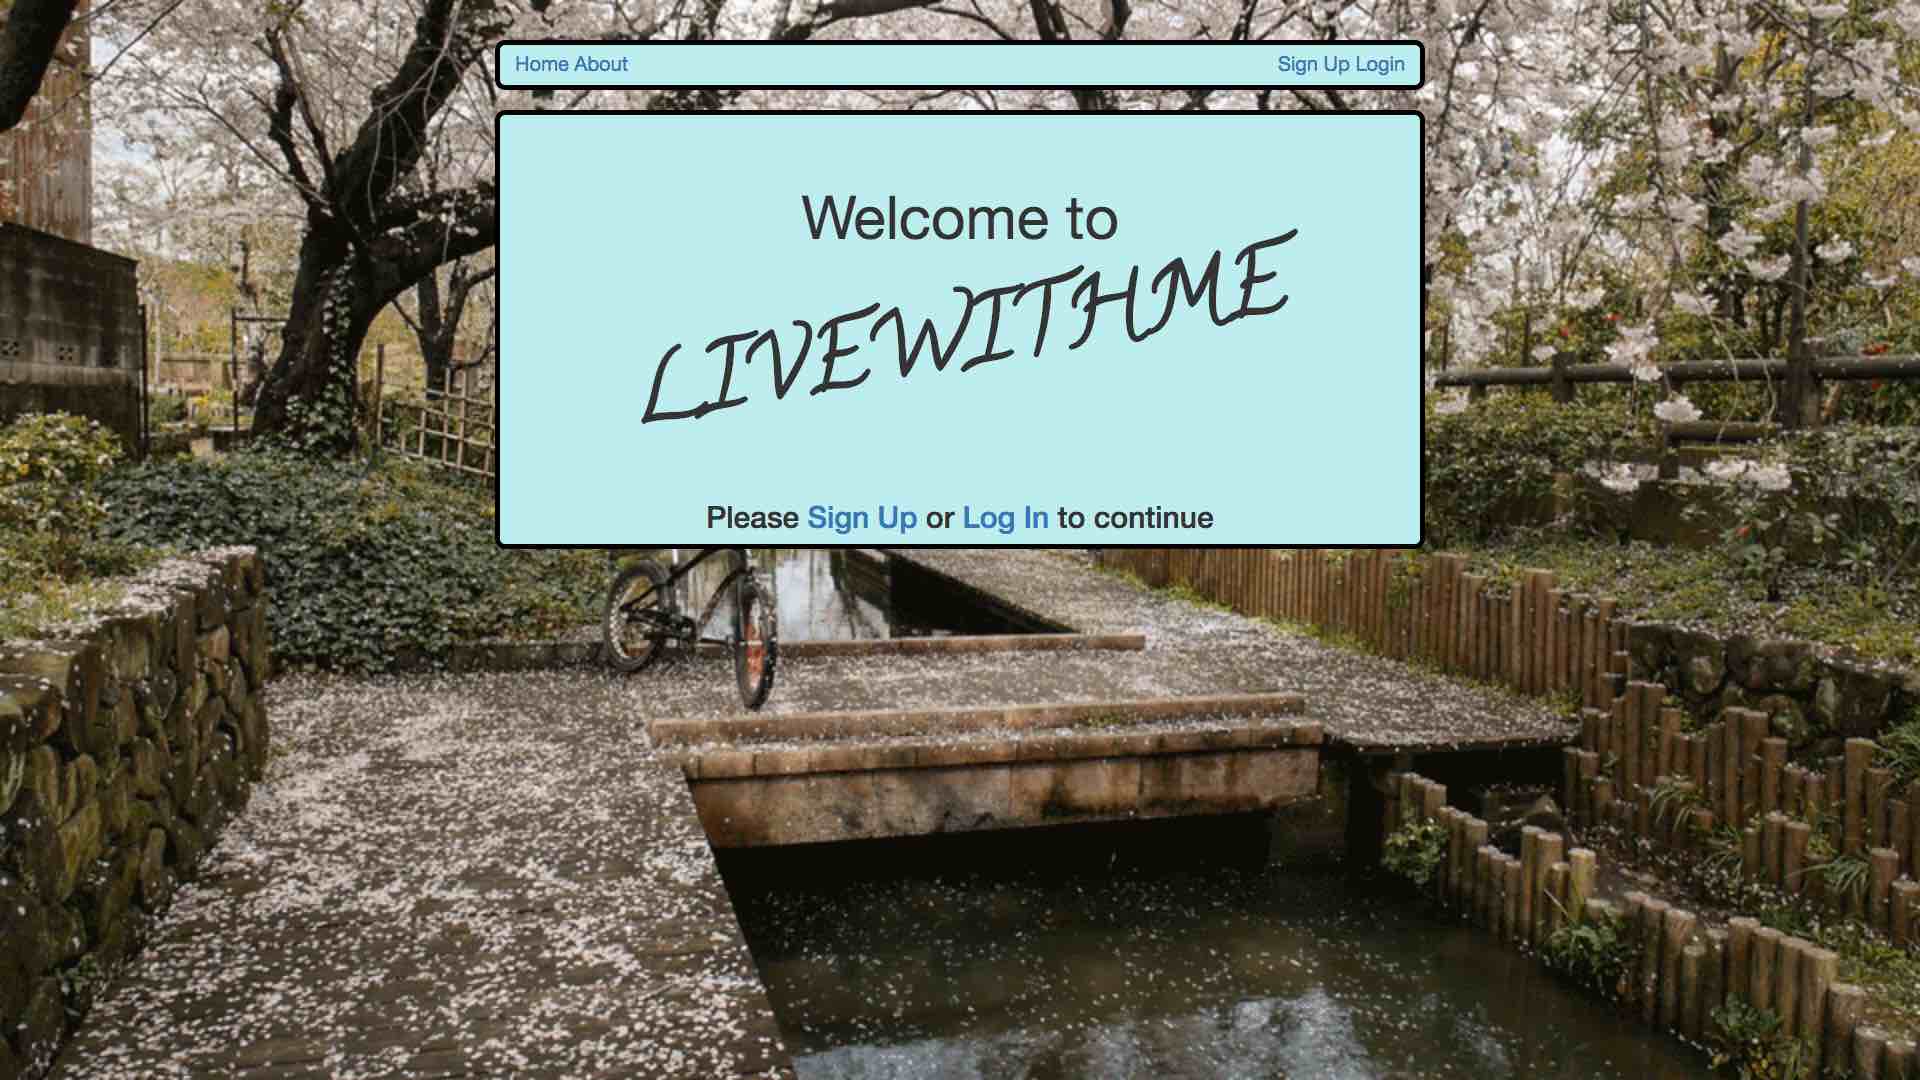 Home About
Sign Up Login
Welcome to
LIVEWITHME
Please Sign Up or Log In to continue